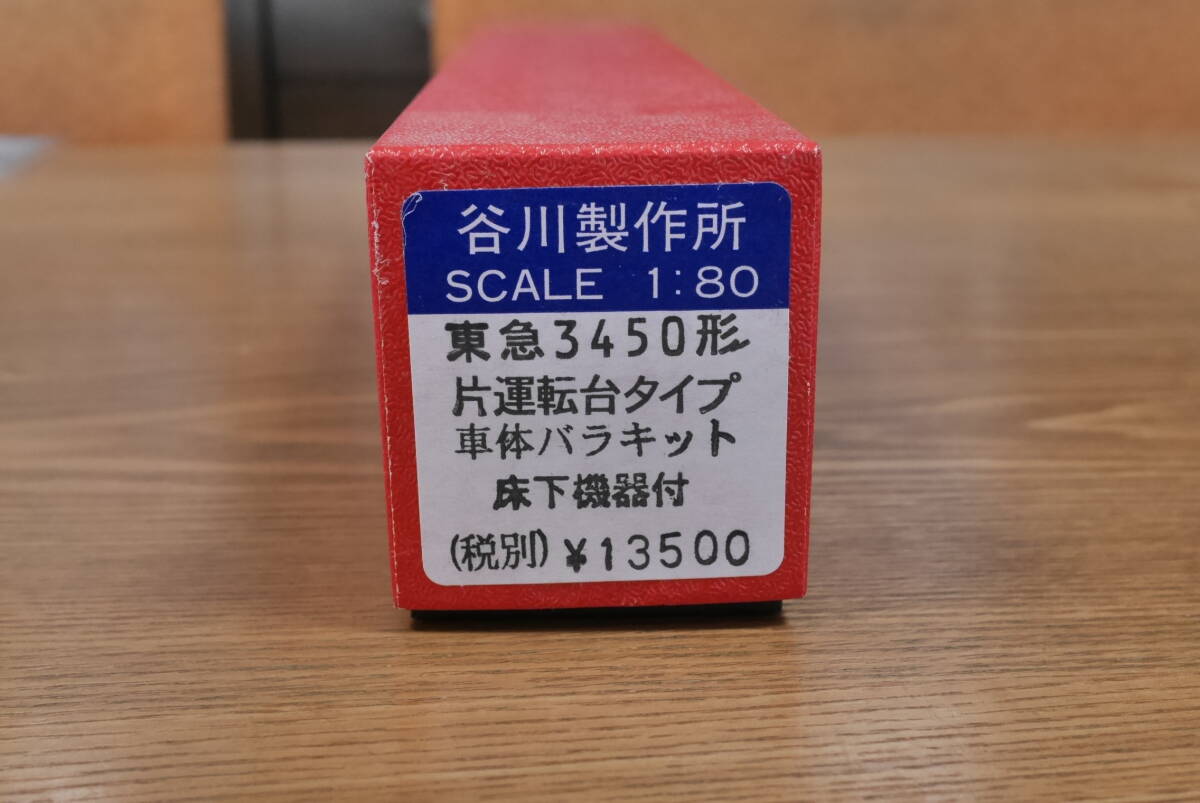 谷川製作所
SCALE 1:80
東急3450形
片運転台タイプ
車体バラキット
床下機器付
(税別)¥13500